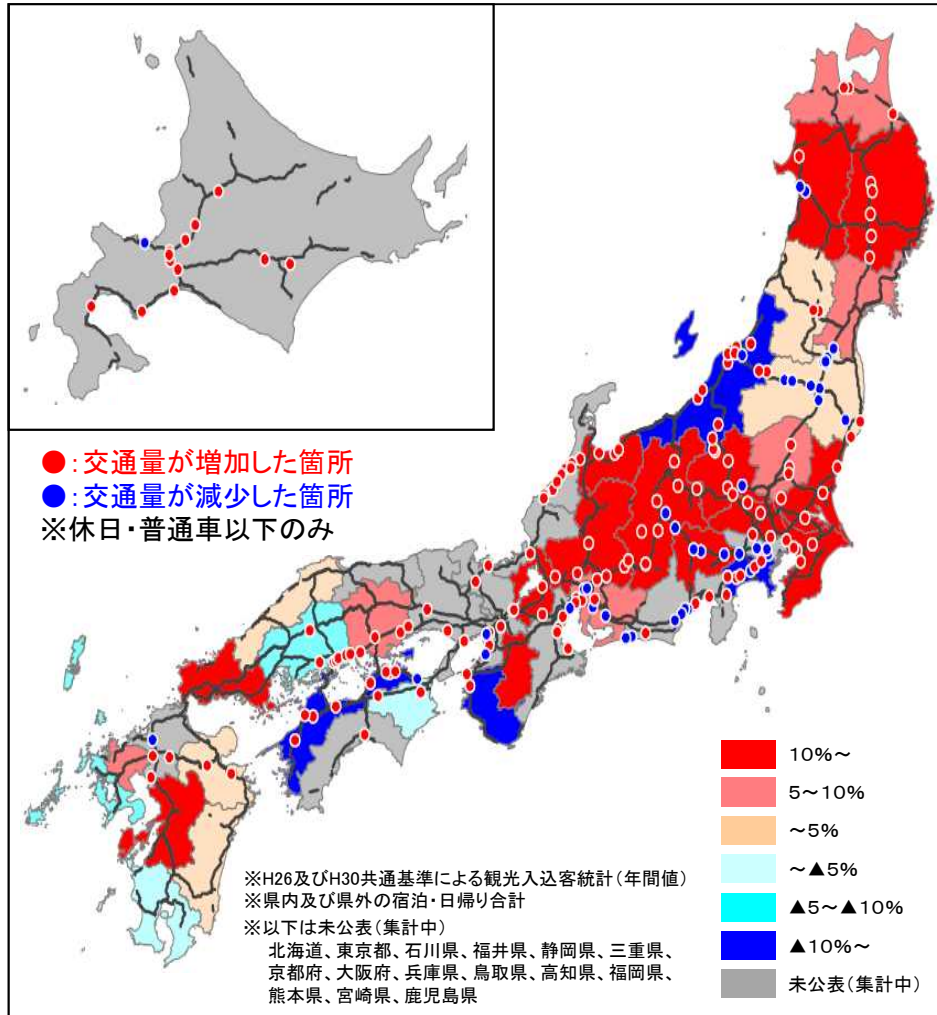 ●:交通量が増加した箇所
●:交通量が減少した箇所
※休日・普通車以下のみ
10%~
5~10%
~5%
~▲5%
▲5~▲10%
▲10%~
未公表(集計中)
※H26及びH30共通基準による観光入込客統計(年間値)
※県内及び県外の宿泊・日帰り合計
※以下は未公表(集計中)
北海道、東京都、石川県、福井県、静岡県、三重県、
京都府、大阪府、兵庫県、鳥取県、高知県、福岡県、
熊本県、宮崎県、鹿児島県